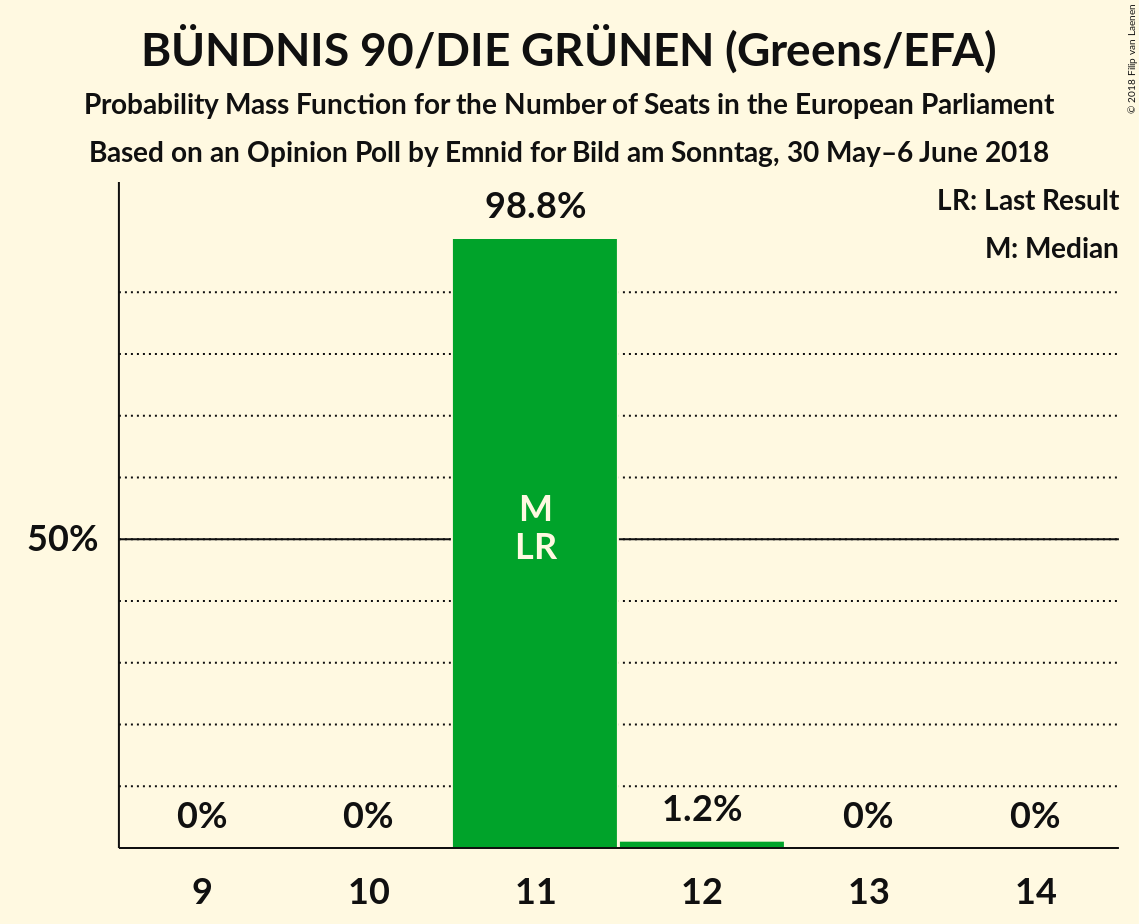 BÜNDNIS 90/DIE GRÜNEN (Greens/EFA)
Probability Mass Function for the Number of Seats in the European Parliament
Based on an Opinion Poll by Emnid for Bild am Sonntag, 30 May–6 June 2018
© 2018 Filip van Laenen
LR: Last Result
M: Median
98.8%
M
LR
50%
0%
0%
1.2%
0%
0%
9
10
11
12
13
14